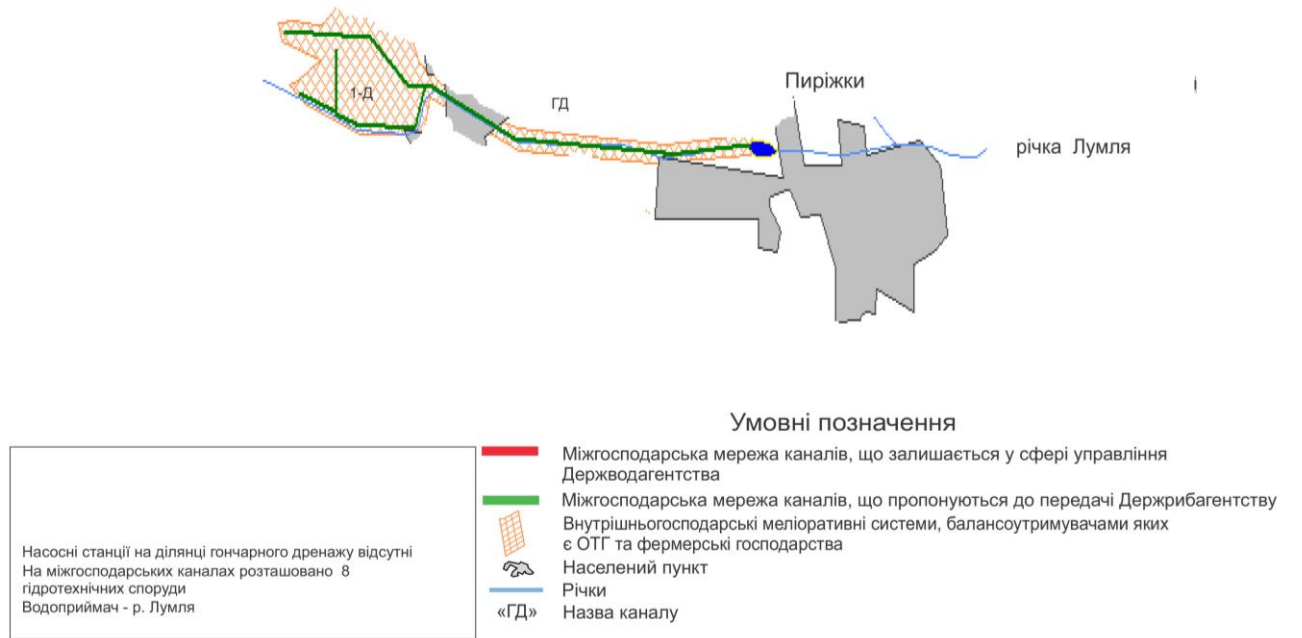 Пиріжки
ГД
1-Д
річка Лумля
Умовні позначення
Міжгосподарська мережа каналів, що залишається у сфері управління
Держводагентства
Міжгосподарська мережа каналів, що пропонуються до передачі Держрибагентству
Внутрішньогосподарські меліоративні системи, балансоутримувачами яких
є ОТГ та фермерські господарства
Населений пункт
Річки
«ГД» Назва каналу
Насосні станції на ділянці гончарного дренажу відсутні
На міжгосподарських каналах розташовано 8
гідротехнічних споруди
Водоприймач - р. Лумля